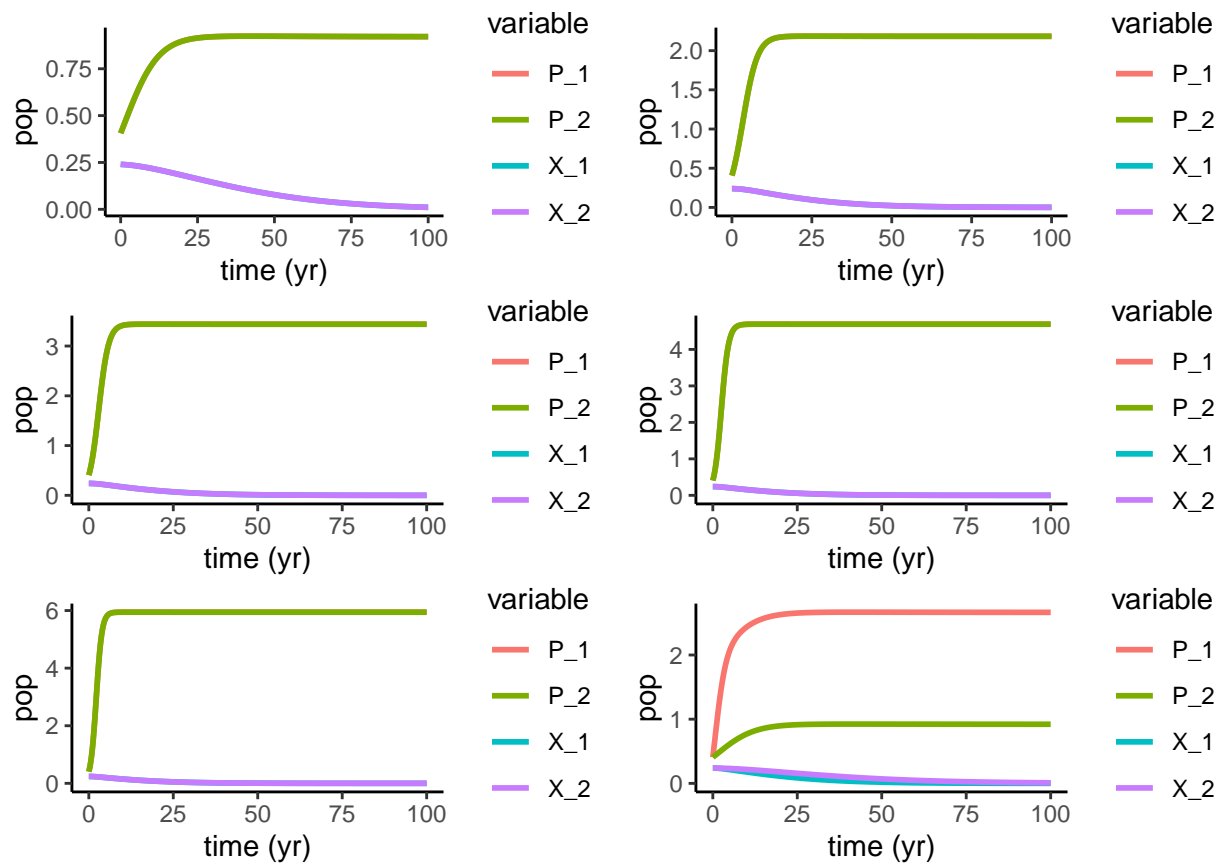 variable
P_1
P_2
X_1
X_2
pop
0.75
0.50
0.25
0.00
0 25 50 75 100
time (yr)
variable
P_1
P_2
X_1
X_2
pop
2.0
1.5
1.0
0.5
0.0
0 25 50 75 100
time (yr)
variable
P_1
P_2
X_1
X_2
pop
3
2
1
0
0 25 50 75 100
time (yr)
variable
P_1
P_2
X_1
X_2
pop
4
3
2
1
0
0 25 50 75 100
time (yr)
variable
P_1
P_2
X_1
X_2
pop
6
4
2
0
0 25 50 75 100
time (yr)
variable
P_1
P_2
X_1
X_2
pop
2
1
0
0 25 50 75 100
time (yr)